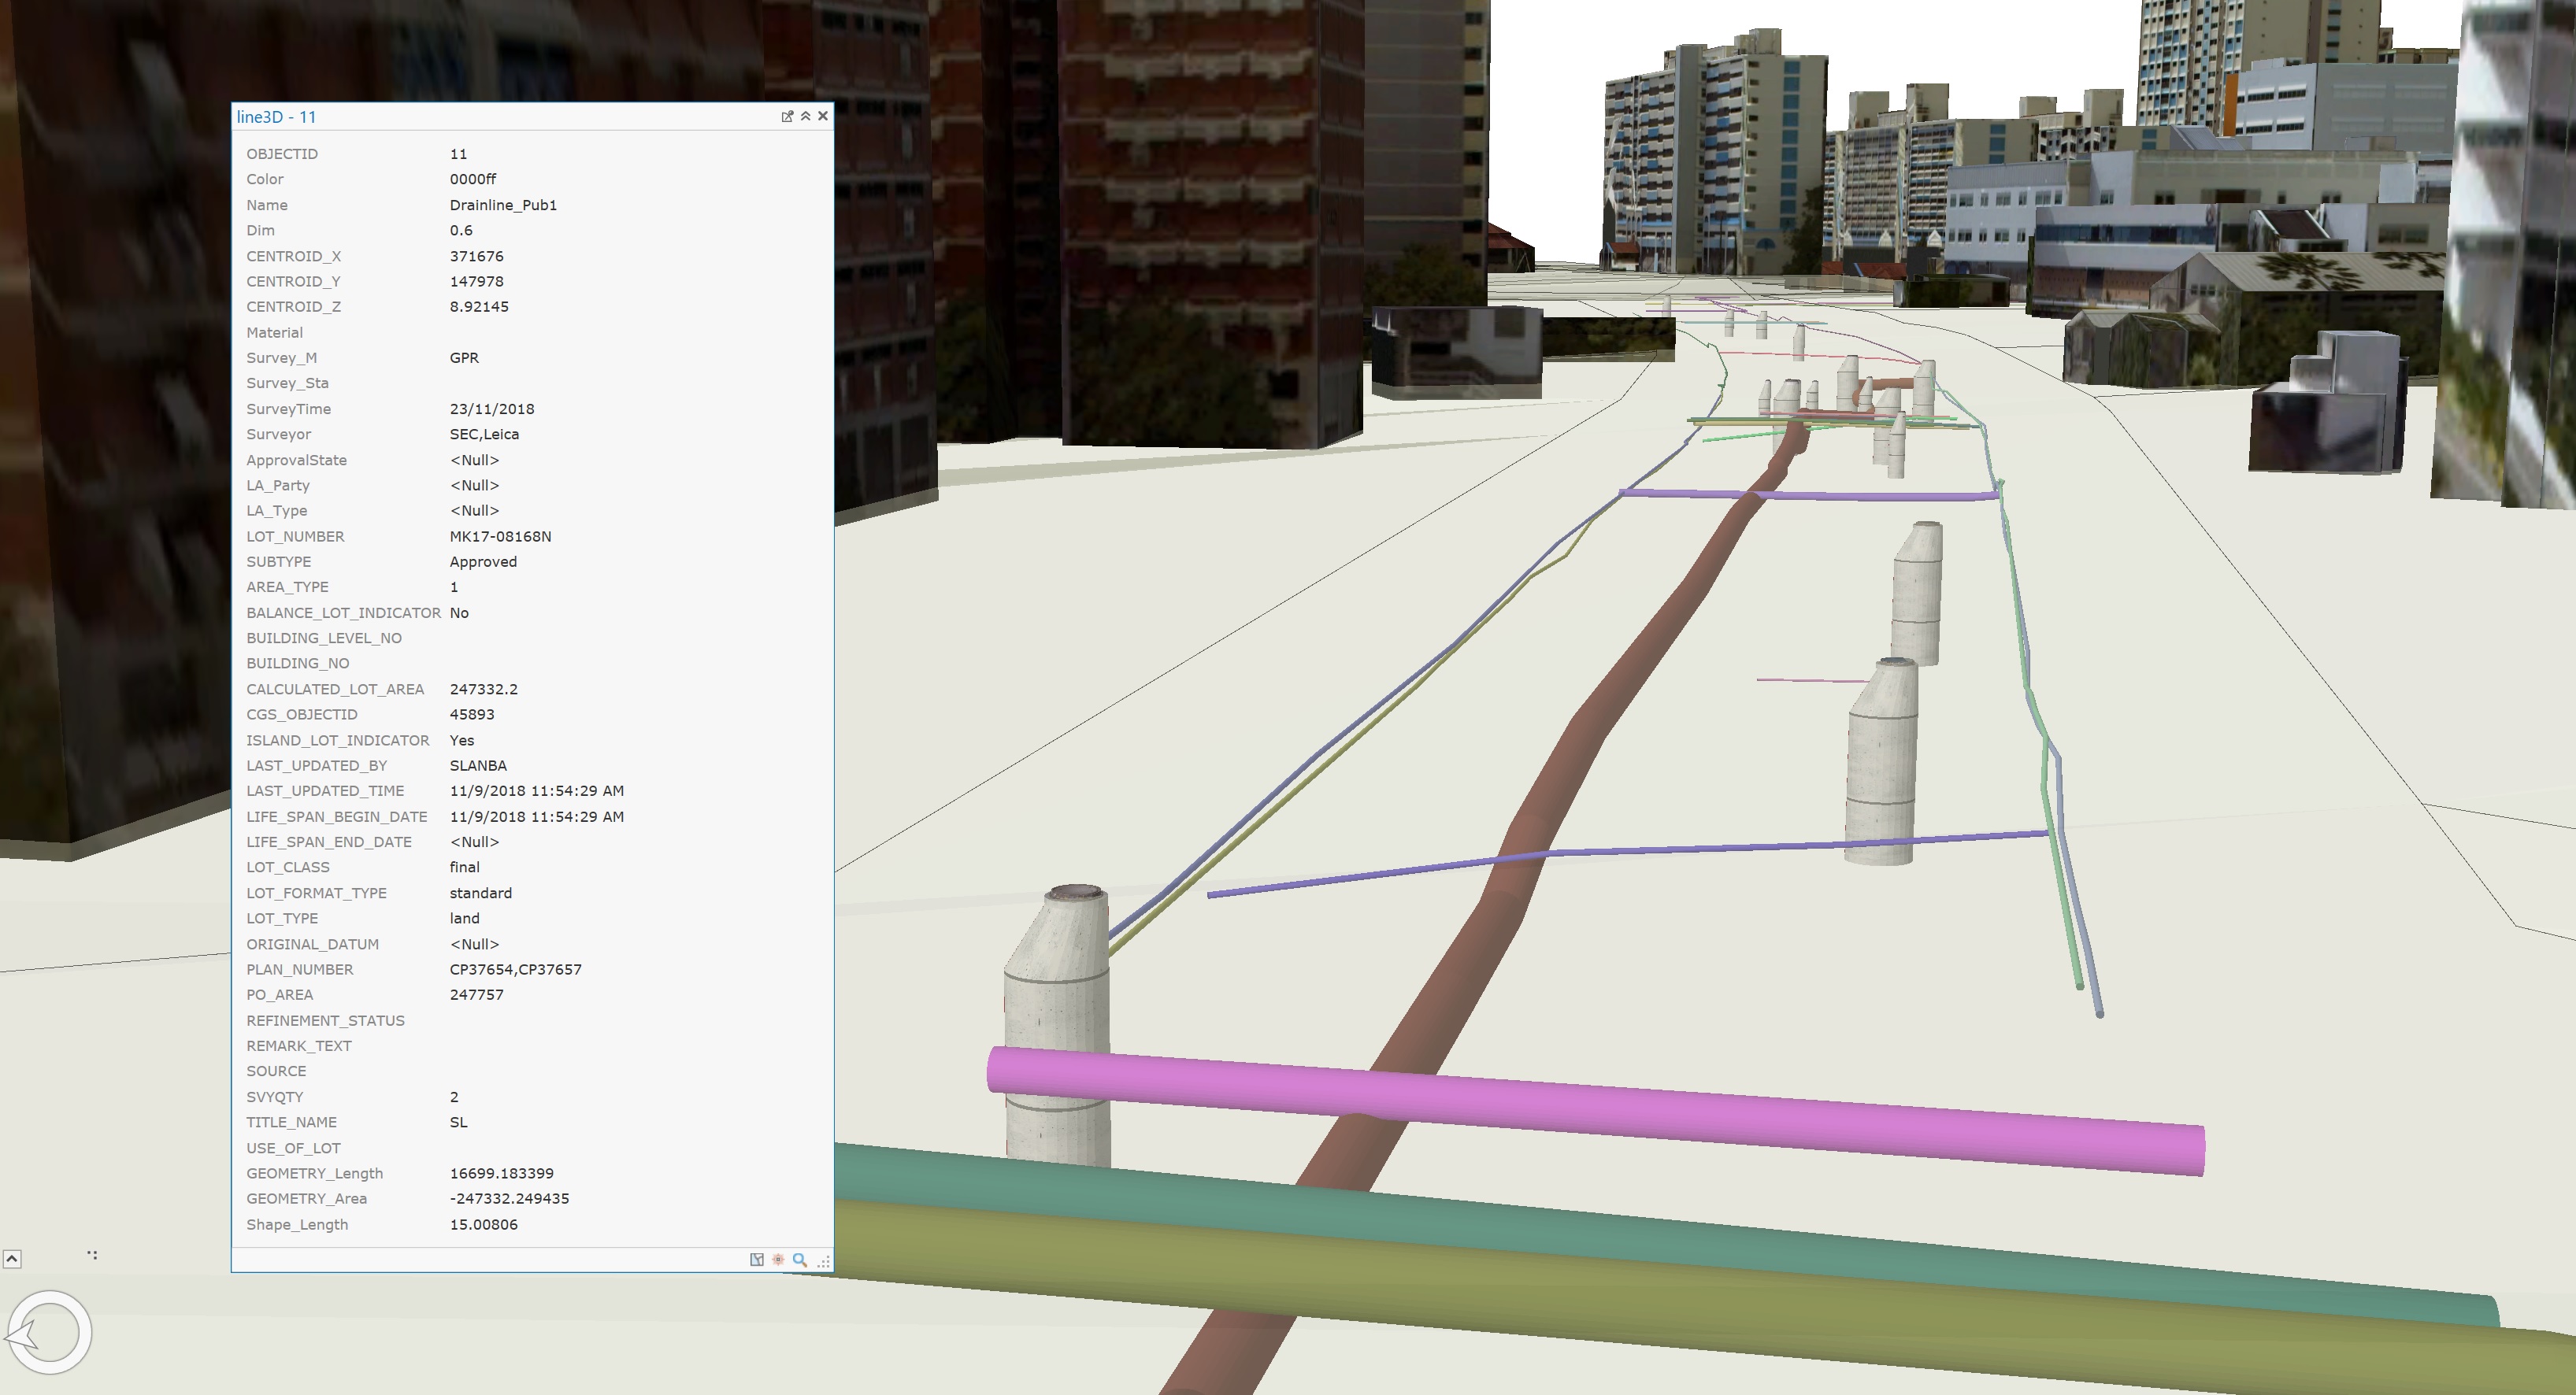 line3D - 11
OBJECTID 11
Color 0000ff
Name Drainline_Pub1
Dim 0.6
CENTROID_X 371676
CENTROID_Y 147978
CENTROID_Z 8.92145
Material
Survey_M GPR
Survey_Sta
SurveyTime 23/11/2018
Surveyor SEC,Leica
ApprovalState <Null>
LA_Party <Null>
LA_Type <Null>
LOT_NUMBER MK17-08168N
SUBTYPE Approved
AREA_TYPE 1
BALANCE_LOT_INDICATOR No
BUILDING_LEVEL_NO
BUILDING_NO
CALCULATED_LOT_AREA 247332.2
CGS_OBJECTID 45893
ISLAND_LOT_INDICATOR Yes
LAST_UPDATED_BY SLANBA
LAST_UPDATED_TIME 11/9/2018 11:54:29 AM
LIFE_SPAN_BEGIN_DATE 11/9/2018 11:54:29 AM
LIFE_SPAN_END_DATE <Null>
LOT_CLASS final
LOT_FORMAT_TYPE standard
LOT_TYPE land
ORIGINAL_DATUM <Null>
PLAN_NUMBER CP37654,CP37657
PO_AREA 247757
REFINEMENT_STATUS
REMARK_TEXT
SOURCE
SVYQTY 2
TITLE_NAME SL
USE_OF_LOT
GEOMETRY_Length 16699.183399
GEOMETRY_Area -247332.249435
Shape_Length 15.00806